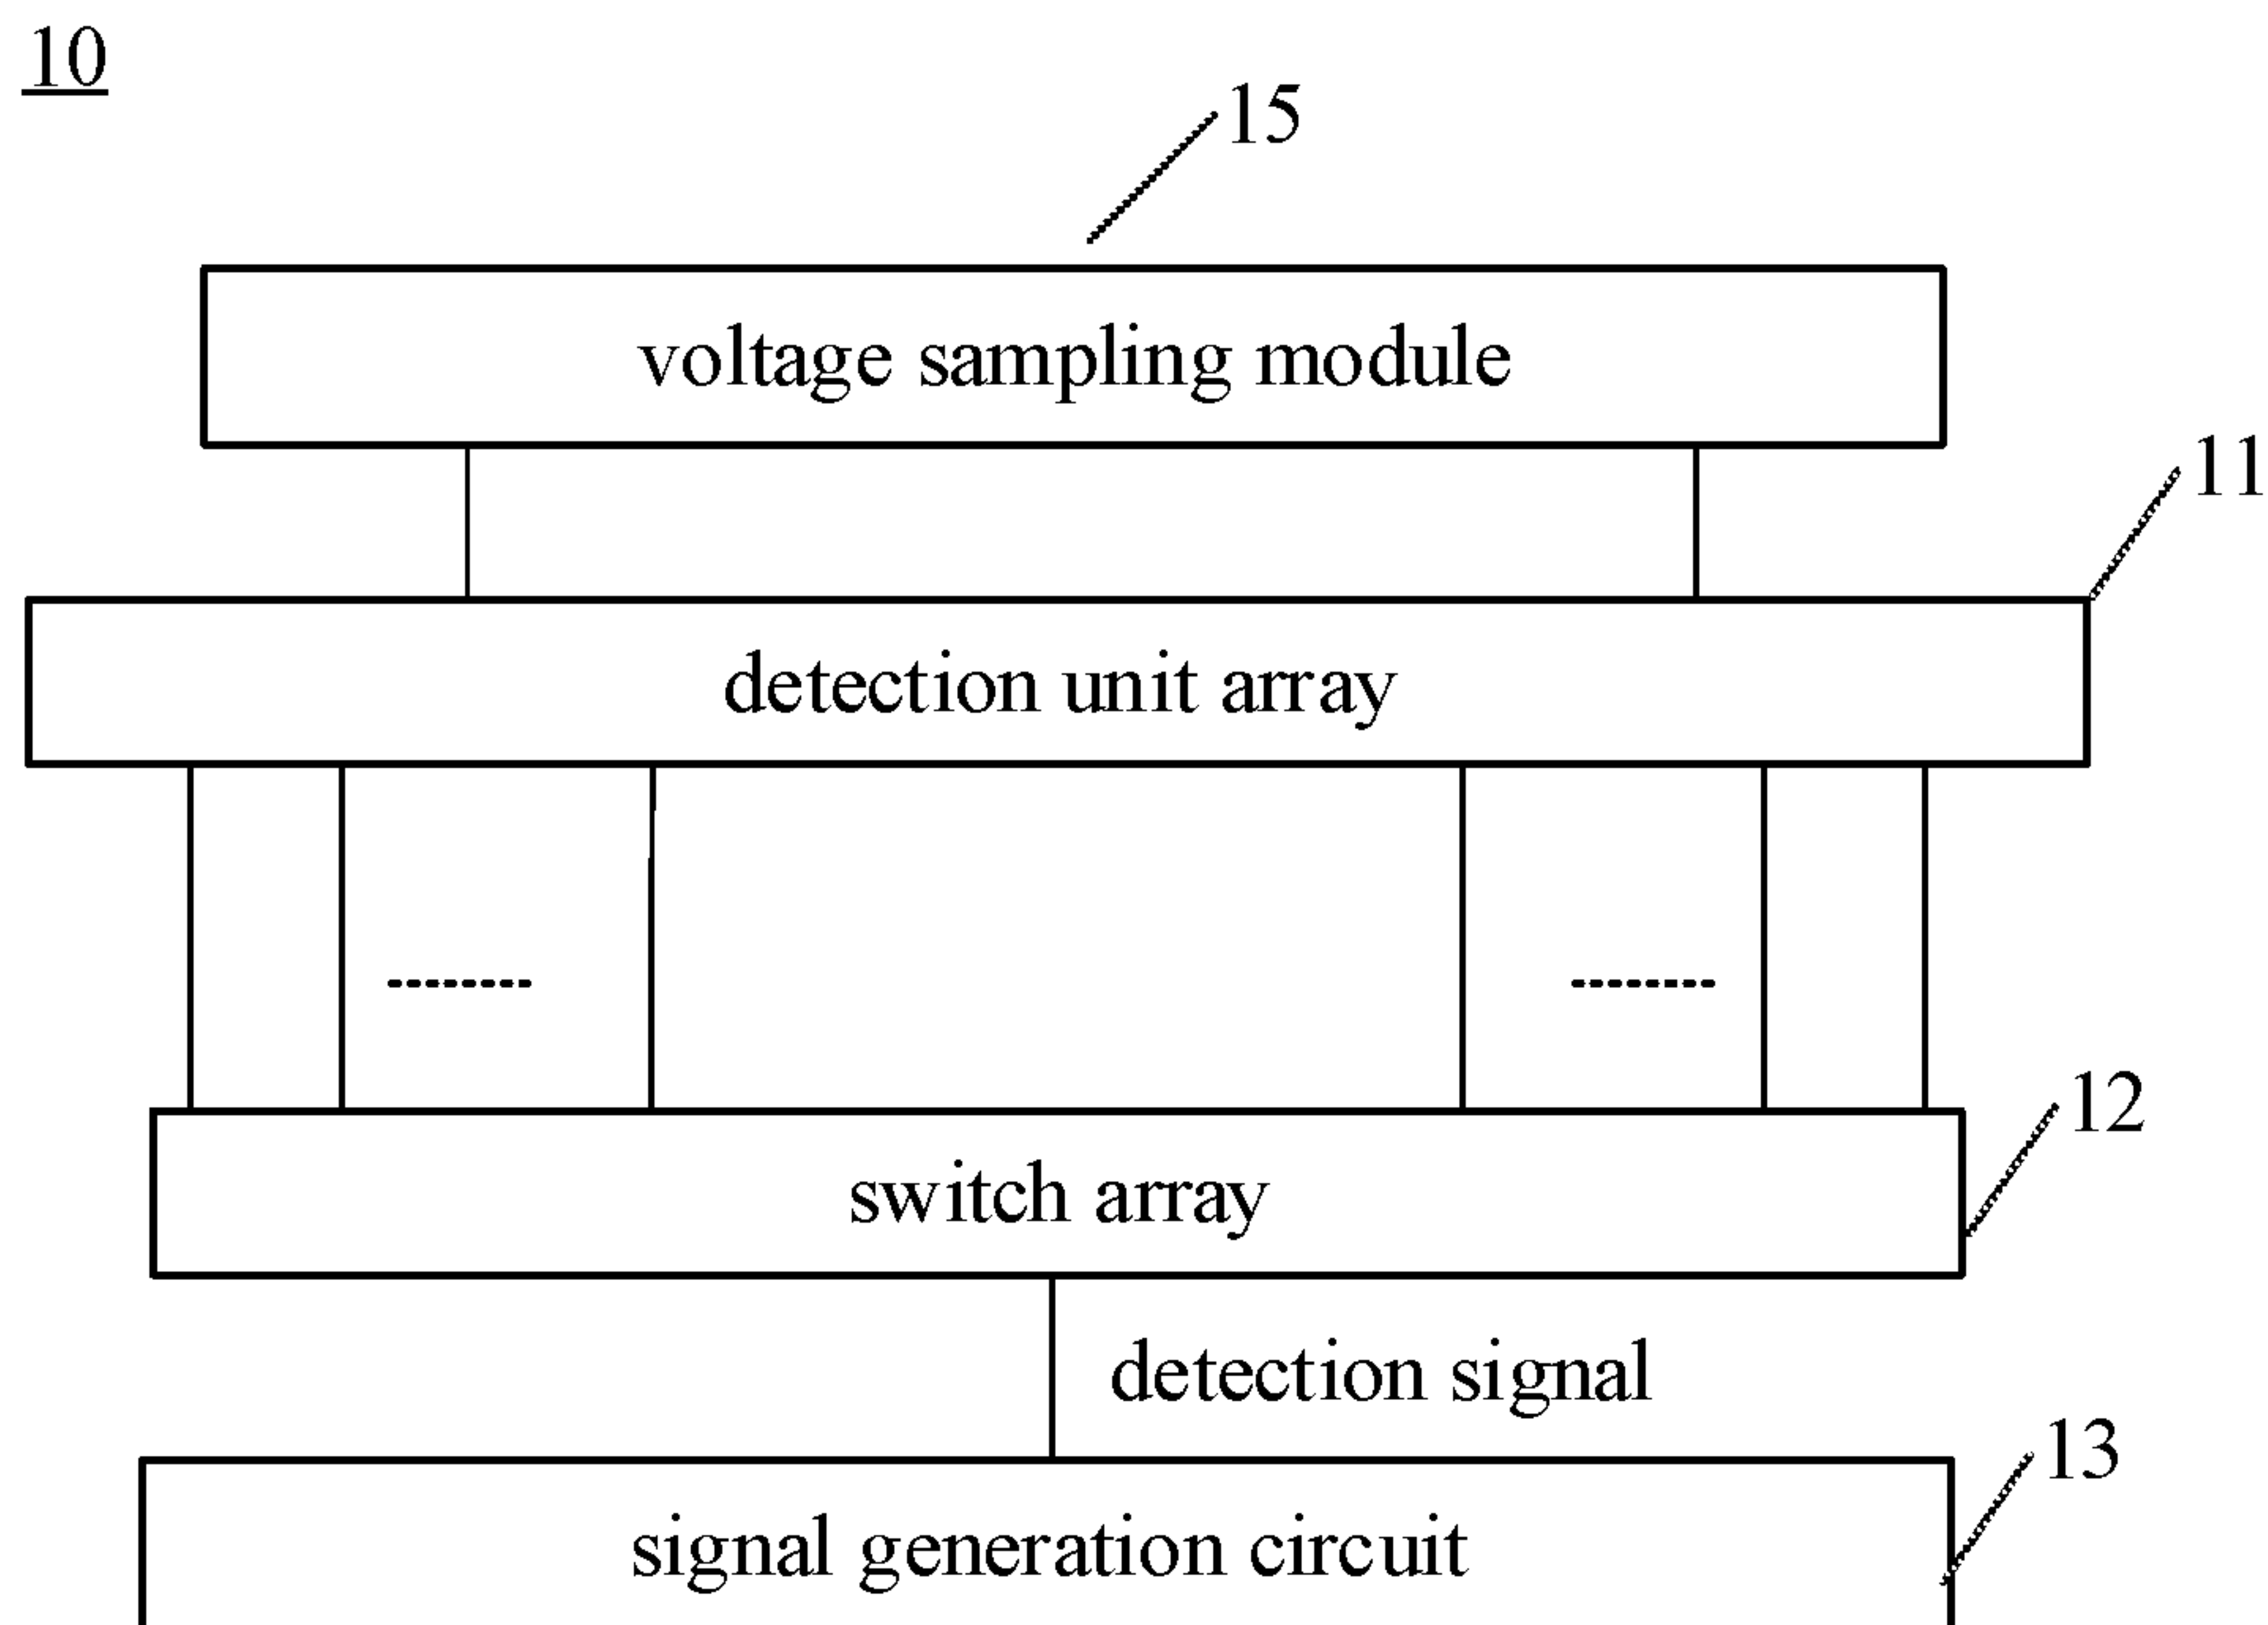 10
15
voltage sampling module
11
detection unit array
12
switch array
detection signal
13
signal generation circuit